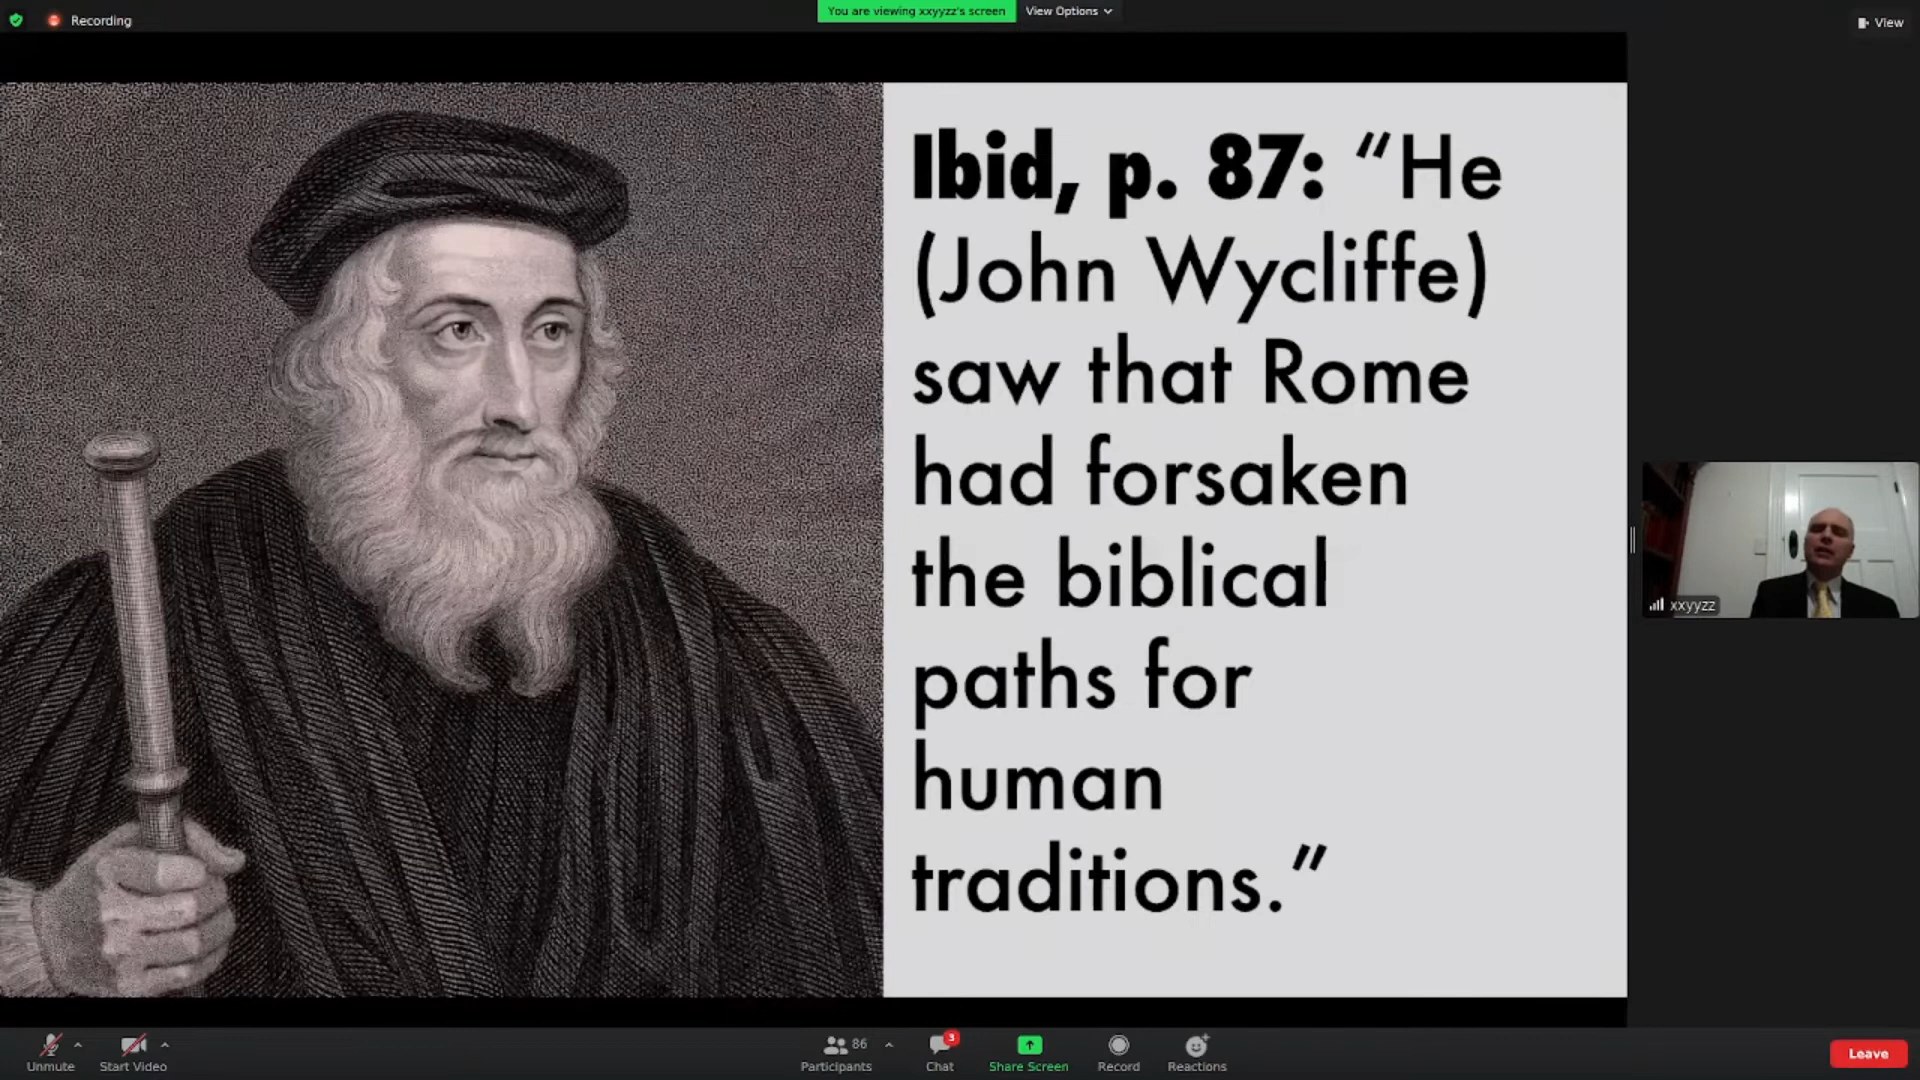 Recording
You are viewing xxyyzz's screen
View Options
View
Ibid, p. 87: “He
(John Wycliffe)
saw that Rome
had forsaken
the biblical
paths for
human
traditions.”
xxyyzz
Unmute
Start Video
86
Participants
3
Chat
Share Screen
Record
Reactions
Leave